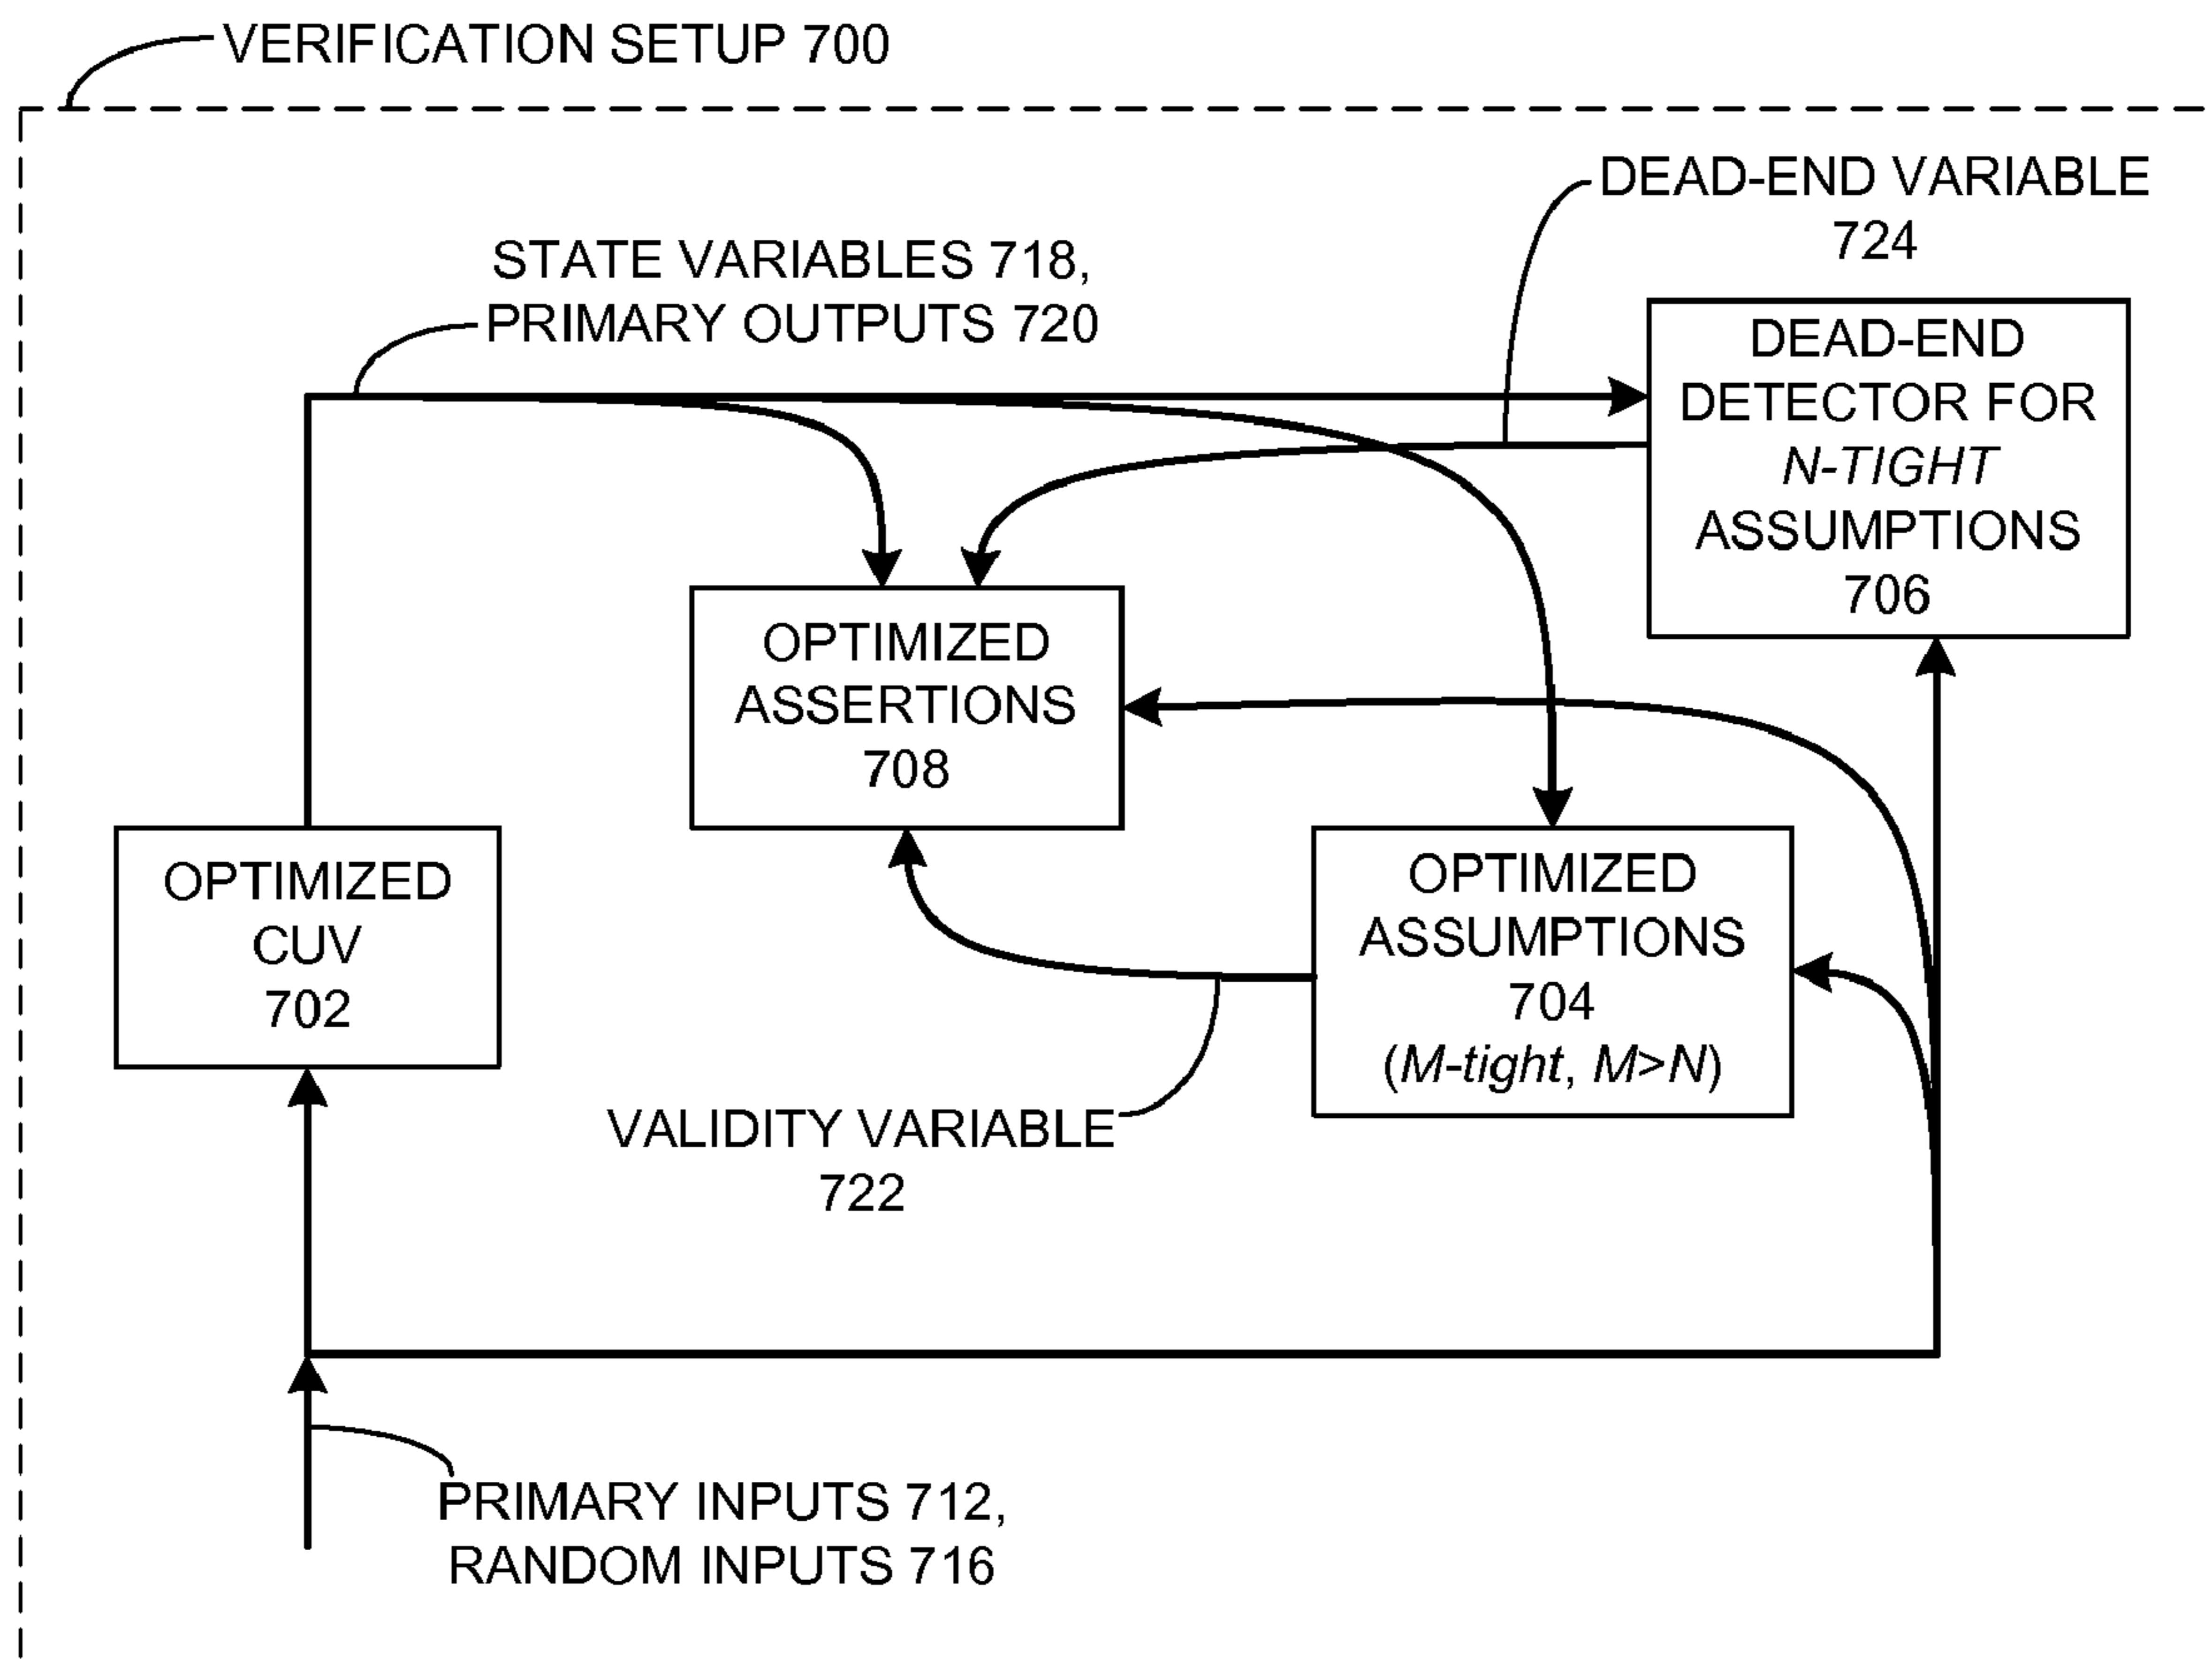 VERIFICATION SETUP 700
DEAD-END VARIABLE
724
STATE VARIABLES 718,
PRIMARY OUTPUTS 720
DEAD-END
DETECTOR FOR
N-TIGHT
ASSUMPTIONS
706
OPTIMIZED
ASSERTIONS
708
OPTIMIZED
CUV
702
OPTIMIZED
ASSUMPTIONS
704
(M-tight, M>N)
VALIDITY VARIABLE
722
PRIMARY INPUTS 712,
RANDOM INPUTS 716